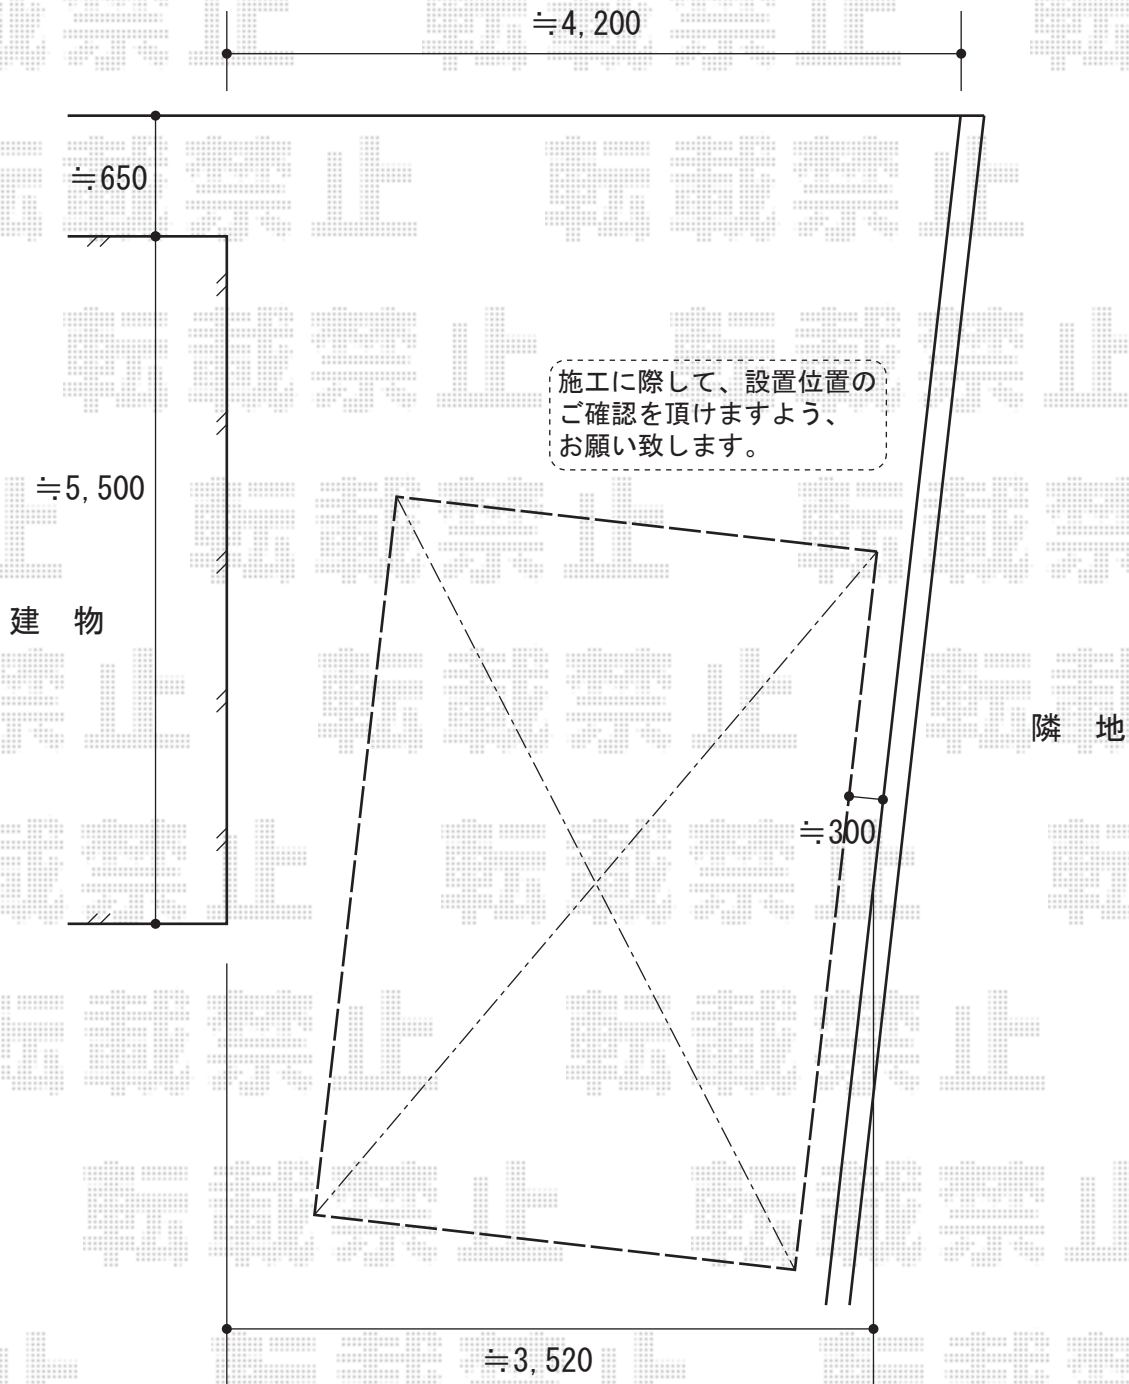 ≒4,200
≒650
施工に際して、設置位置の
ご確認を頂けますよう、
お願い致します。
≒5,500
建 物
隣 地
≒300
≒3,520
転載禁止